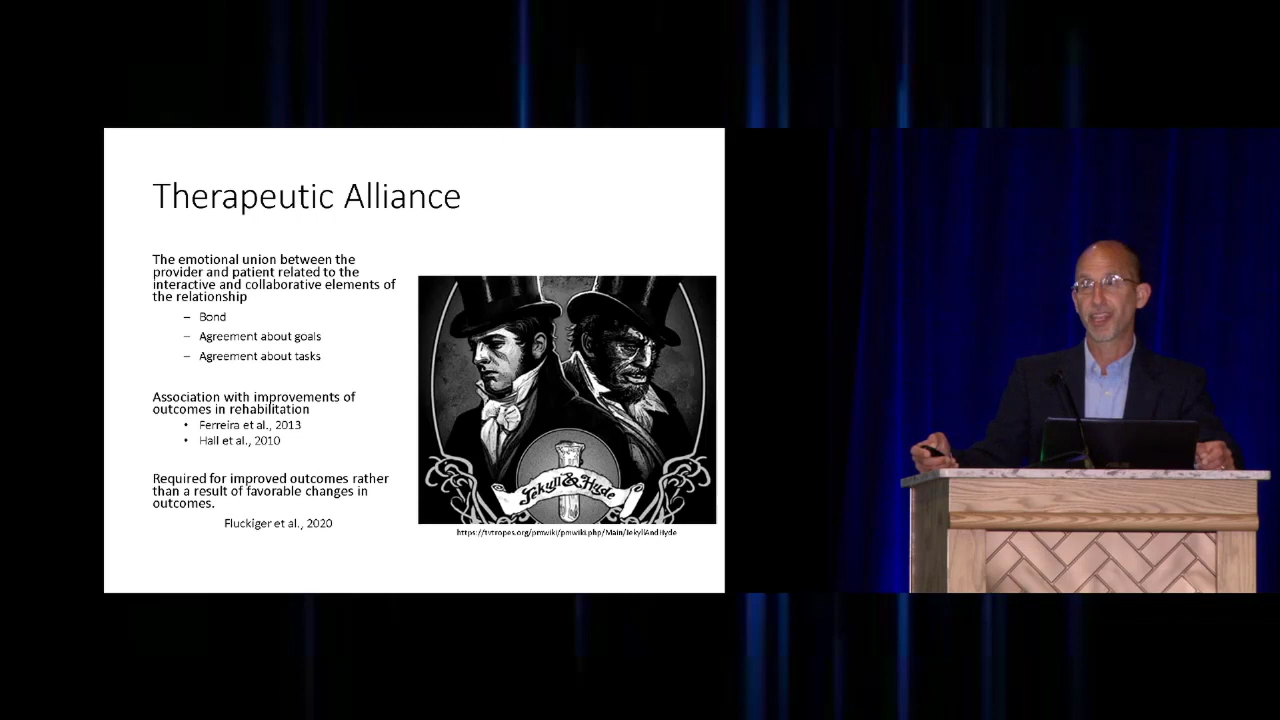 Therapeutic Alliance
The emotional union between the
provider and patient related to the
interactive and collaborative elements of
the relationship
– Bond
– Agreement about goals
– Agreement about tasks
Association with improvements of
outcomes in rehabilitation
• Ferreira et al., 2013
• Hall et al., 2010
Required for improved outcomes rather
than a result of favorable changes in
outcomes.
Fluckiger et al., 2020
Jekyll & Hyde
https://tvtropes.org/pmwiki/pmwiki.php/Main/JekyllAndHyde